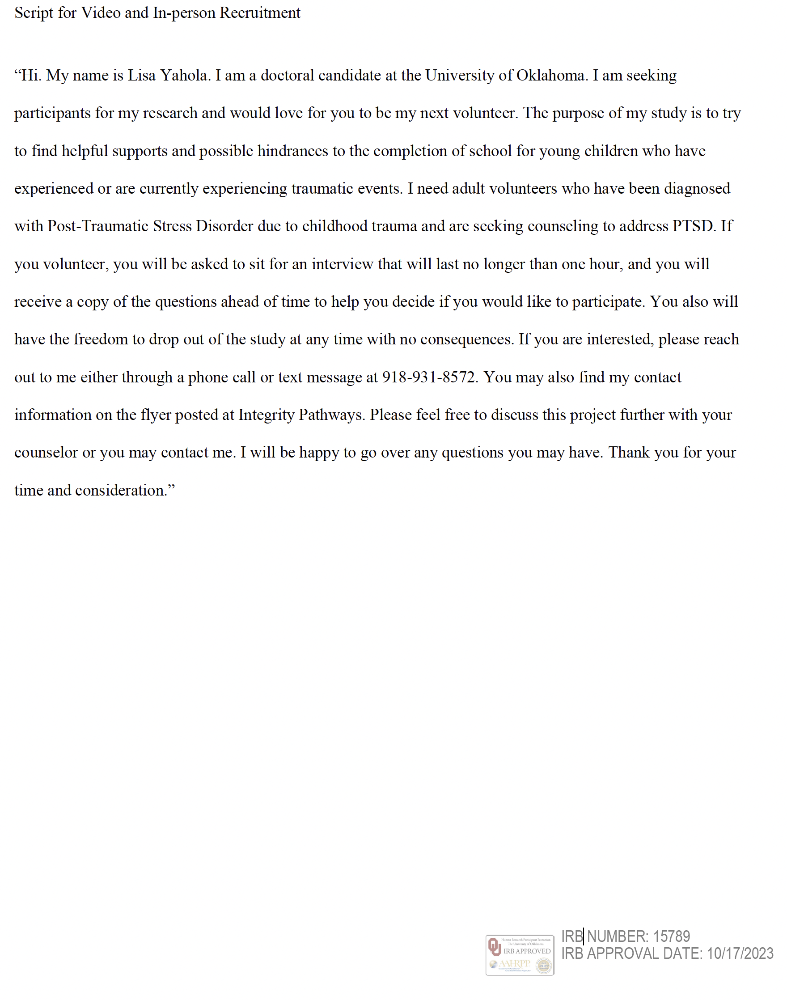 Script for Video and In-person Recruitment
“Hi. My name is Lisa Yahola. I am a doctoral candidate at the University of Oklahoma. I am seeking
participants for my research and would love for you to be my next volunteer. The purpose of my study is to try
to find helpful supports and possible hindrances to the completion of school for young children who have
experienced or are currently experiencing traumatic events. I need adult volunteers who have been diagnosed
with Post-Traumatic Stress Disorder due to childhood trauma and are seeking counseling to address PTSD. If
you volunteer, you will be asked to sit for an interview that will last no longer than one hour, and you will
receive a copy of the questions ahead of time to help you decide if you would like to participate. You also will
have the freedom to drop out of the study at any time with no consequences. If you are interested, please reach
out to me either through a phone call or text message at 918-931-8572. You may also find my contact
information on the flyer posted at Integrity Pathways. Please feel free to discuss this project further with your
counselor or you may contact me. I will be happy to go over any questions you may have. Thank you for your
time and consideration.”
Human Research Participant Protection
The University of Oklahoma
IRB APPROVED
AAHRPP
IRB NUMBER: 15789
IRB APPROVAL DATE: 10/17/2023